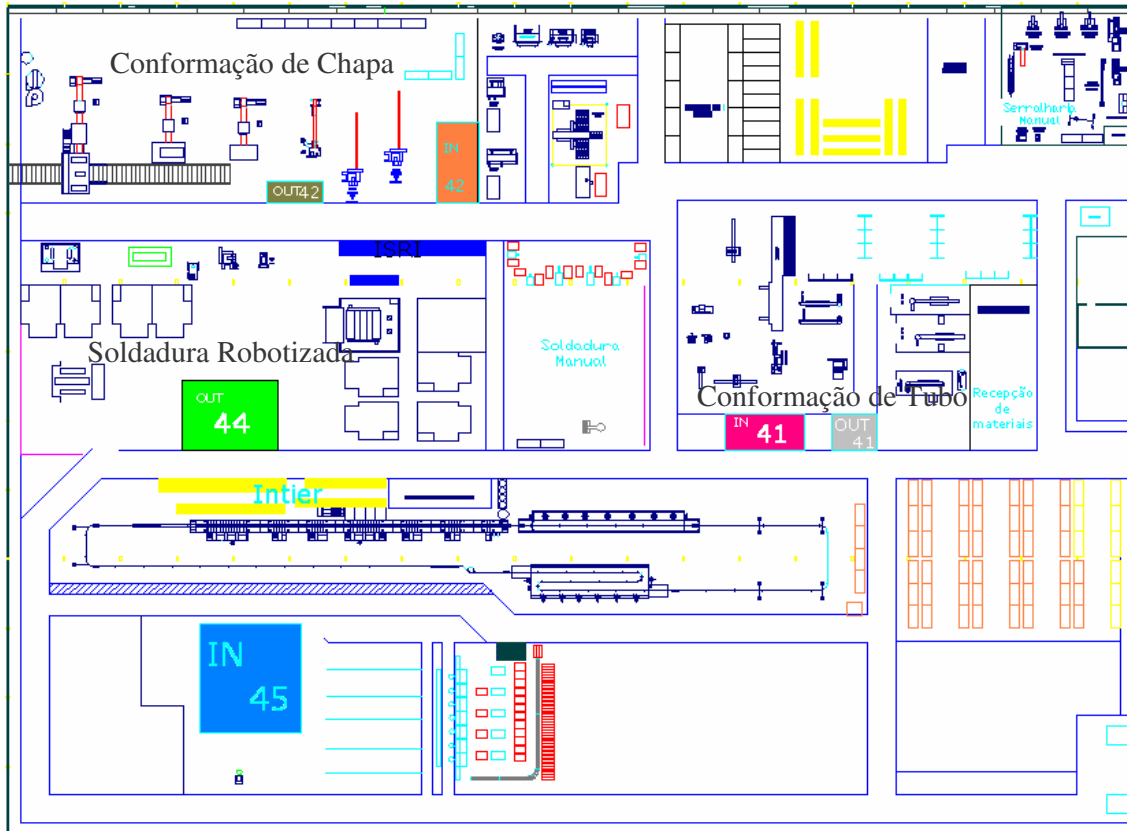 Conformação de Chapa
IN
42
OUT42
Serralharia
Manual
ISRI
Soldadura Robotizada
Soldadura
Manual
OUT
44
Conformação de Tubo
IN
41
OUT
41
Recepção
de
materiais
Intier
IN
45